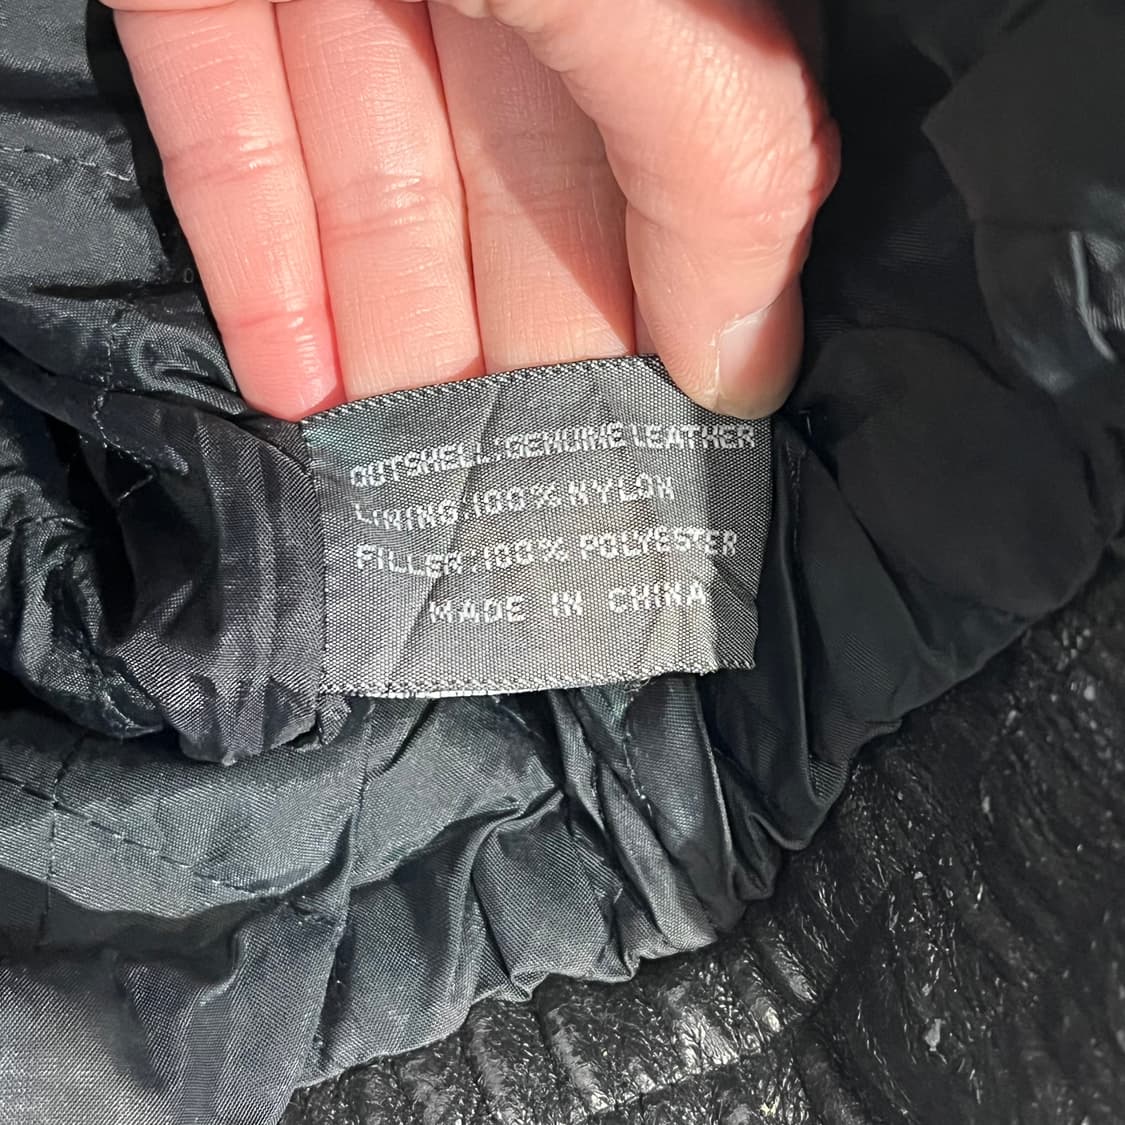 OUTSHELL:GENUINE LEATHER
LINING:100% NYLON
FILLER:100% POLYESTER
MADE IN CHINA